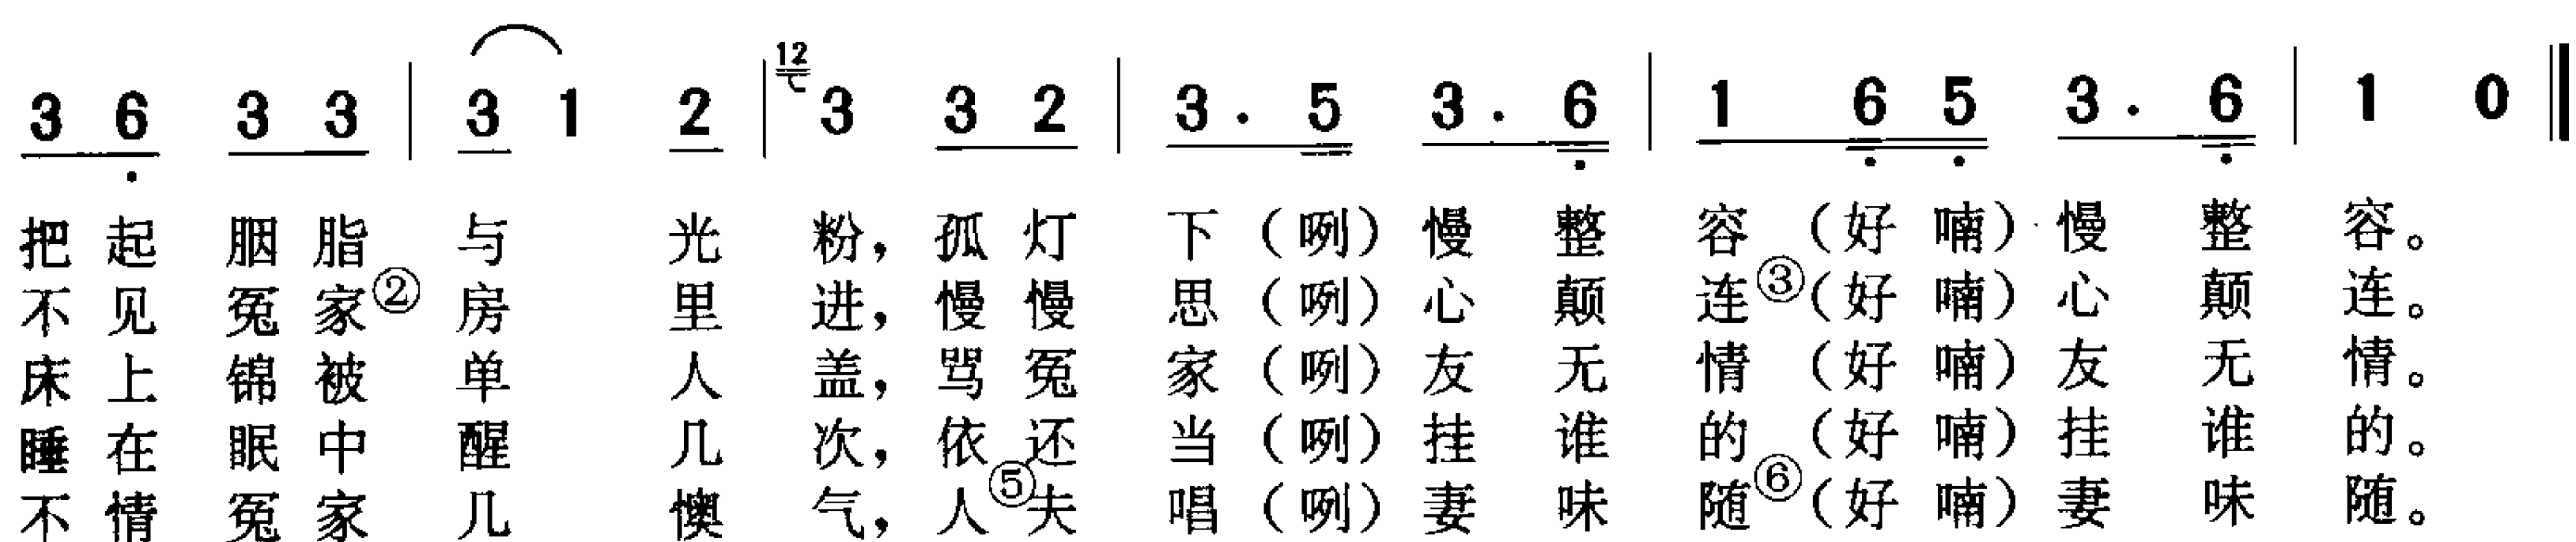 3 6 3 3 | 3 1 2 | 12 3 3 2 | 3 . 5 3 . 6 | 1 6 5 3 . 6 | 1 0 ‖
把起胭脂与光粉，孤灯下（咧）慢整容（好喃）慢整容。
不见冤家②房里进，慢慢思（咧）心颠连③（好喃）心颠连。
床上锦被单人盖，骂冤家（咧）友无情（好喃）友无情。
睡在眠中醒几次，依还当（咧）挂谁的（好喃）挂谁的。
不情冤家几懊气，人⑤夫唱（咧）妻味随⑥（好喃）妻味随。